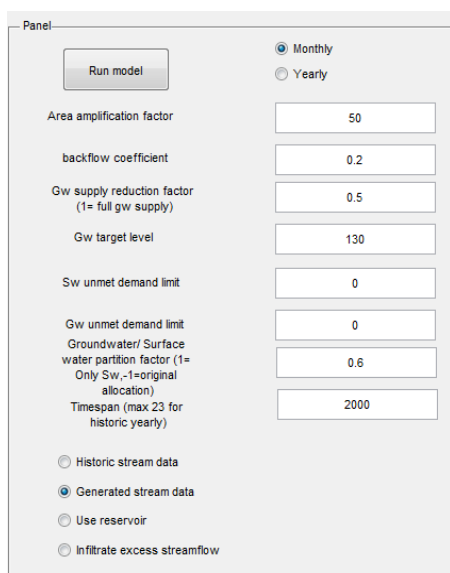 Panel
Run model
Monthly
Yearly
Area amplification factor
50
backflow coefficient
0.2
Gw supply reduction factor
(1= full gw supply)
0.5
Gw target level
130
Sw unmet demand limit
0
Gw unmet demand limit
0
Groundwater/ Surface
water partition factor (1=
Only Sw,-1=original
allocation)
0.6
Timespan (max 23 for
historic yearly)
2000
Historic stream data
Generated stream data
Use reservoir
Infiltrate excess streamflow